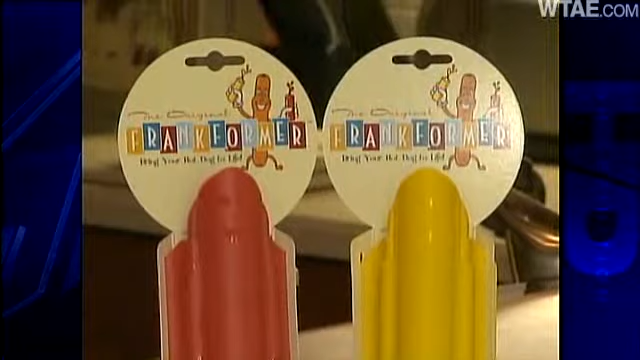 WTAE.COM
The Original
FRANKFORMER
Bring Your Hot Dog to Life!
The Original
FRANKFORMER
Bring Your Hot Dog to Life!